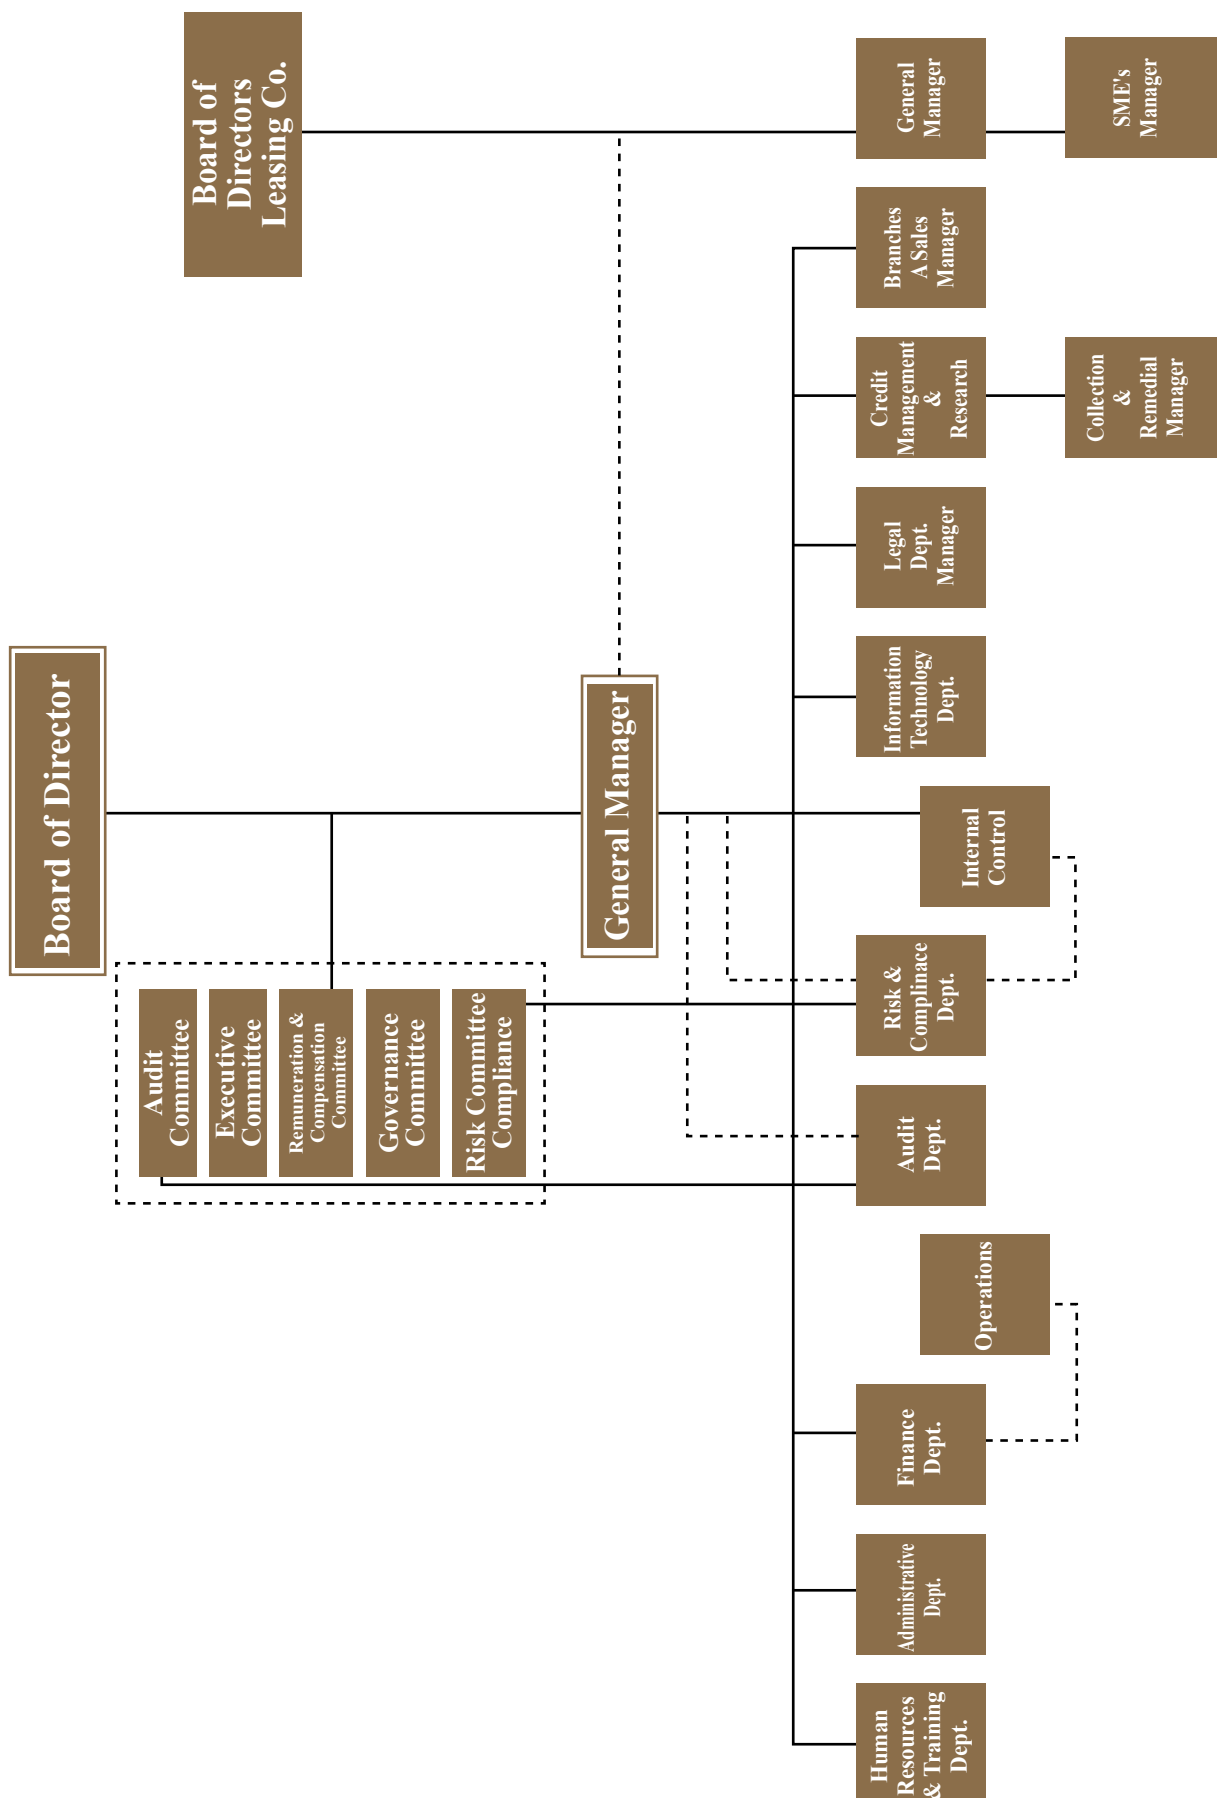 Board of Director
Board of
Directors
Leasing Co.
Audit
Committee
Executive
Committee
Remuneration &
Compensation
Committee
Governance
Committee
Risk Committee
Compliance
General Manager
Human
Resources
& Training
Dept.
Administrative
Dept.
Finance
Dept.
Operations
Audit
Dept.
Risk &
Complinace
Dept.
Internal
Control
Information
Technology
Dept.
Legal
Dept.
Manager
Credit
Management
&
Research
Collection
&
Remedial
Manager
Branches
A Sales
Manager
General
Manager
SME's
Manager